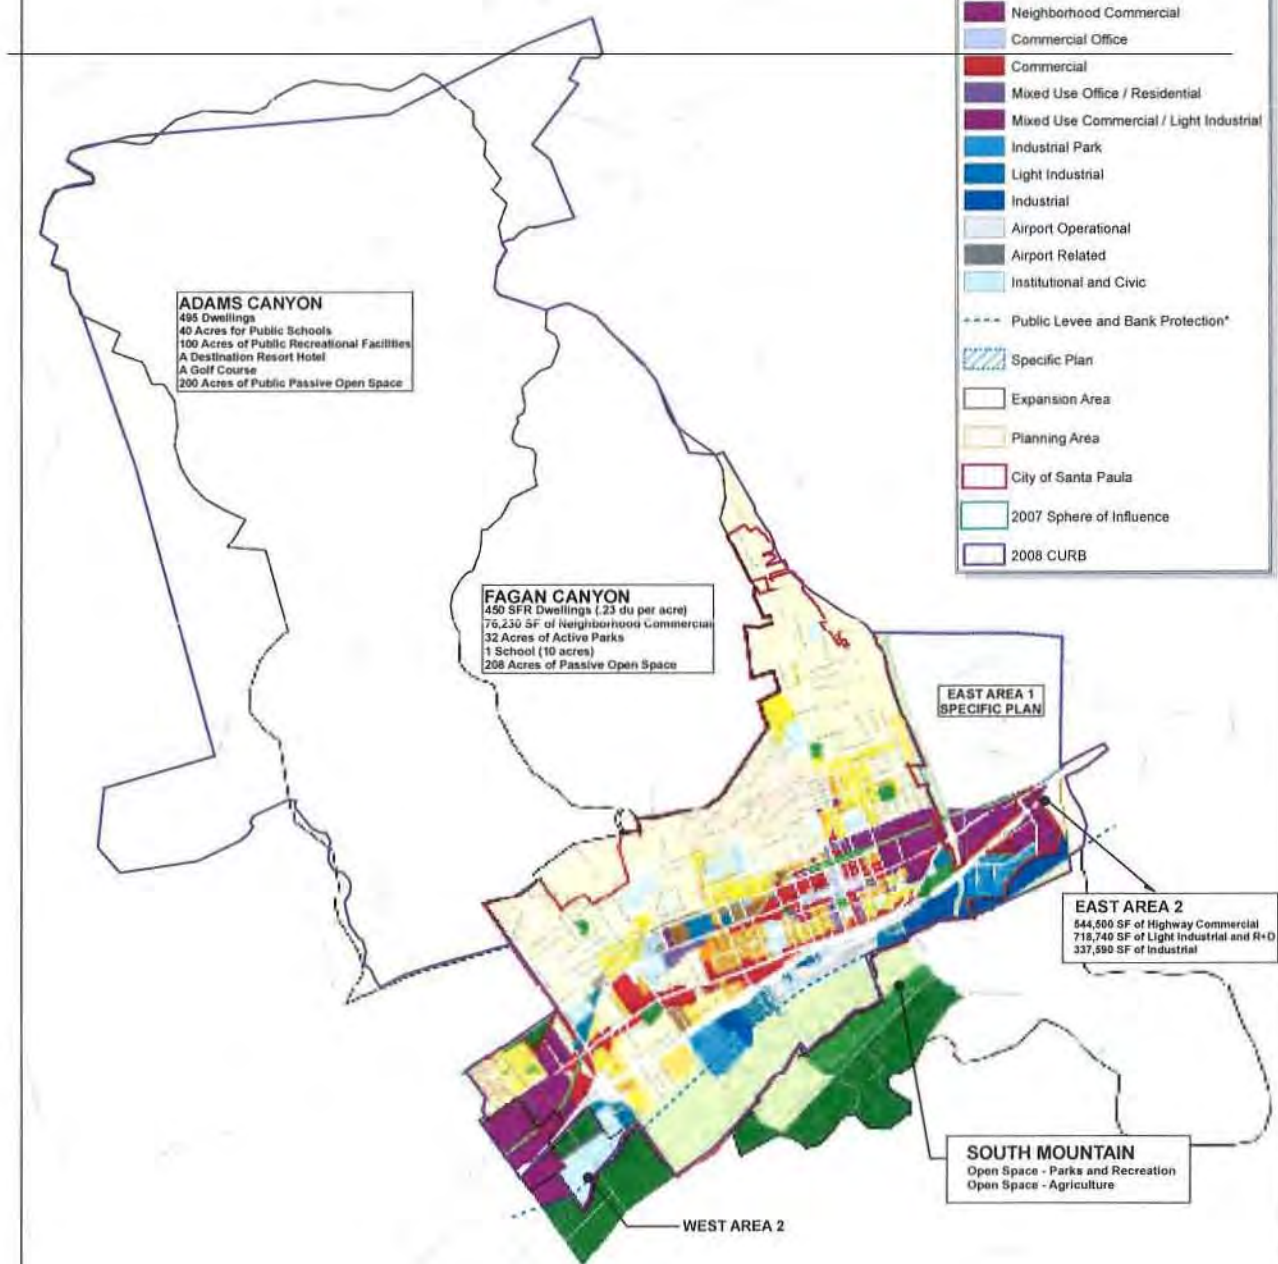 Neighborhood Commercial
Commercial Office
Commercial
Mixed Use Office / Residential
Mixed Use Commercial / Light Industrial
Industrial Park
Light Industrial
Industrial
Airport Operational
Airport Related
Institutional and Civic
Public Levee and Bank Protection*
Specific Plan
Expansion Area
Planning Area
City of Santa Paula
2007 Sphere of Influence
2008 CURB
ADAMS CANYON
495 Dwellings
40 Acres for Public Schools
100 Acres of Public Recreational Facilities
A Destination Resort Hotel
A Golf Course
200 Acres of Public Passive Open Space
FAGAN CANYON
450 SFR Dwellings (.23 du per acre)
76,230 SF of Neighborhood Commercial
32 Acres of Active Parks
1 School (10 acres)
208 Acres of Passive Open Space
EAST AREA 1
SPECIFIC PLAN
EAST AREA 2
544,500 SF of Highway Commercial
718,740 SF of Light Industrial and R+D
337,590 SF of Industrial
SOUTH MOUNTAIN
Open Space - Parks and Recreation
Open Space - Agriculture
WEST AREA 2